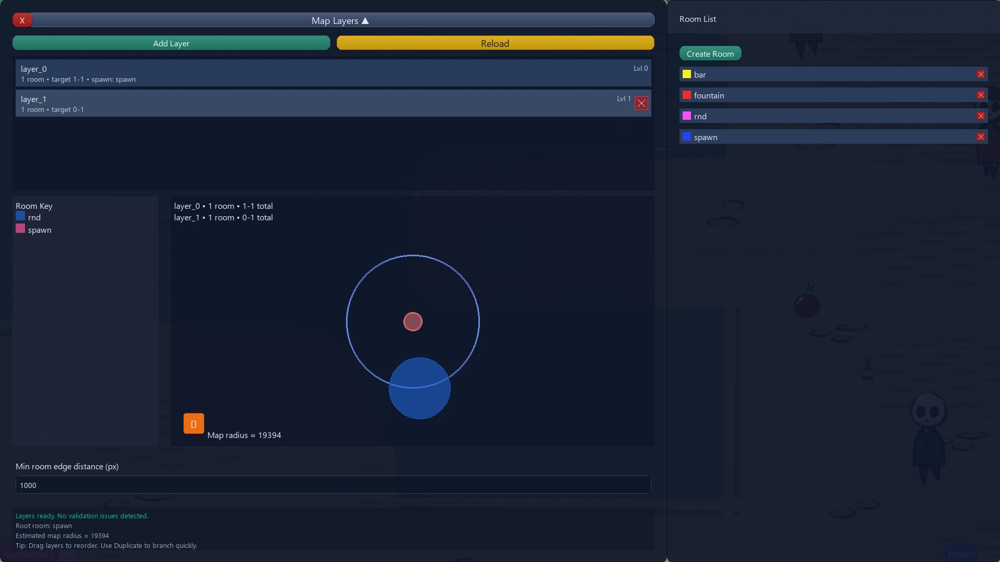 X
Map Layers ▲
Add Layer
Reload
layer_0
Lvl 0
1 room • target 1-1 • spawn: spawn
layer_1
Lvl 1
1 room • target 0-1
Room Key
rnd
spawn
layer_0 • 1 room • 1-1 total
layer_1 • 1 room • 0-1 total
Map radius ≈ 19394
Min room edge distance (px)
1000
Layers ready. No validation issues detected.
Root room: spawn
Estimated map radius ≈ 19394
Tip: Drag layers to reorder. Use Duplicate to branch quickly.
<unnamed> rnd
Room List
Create Room
bar
fountain
rnd
spawn
spawn